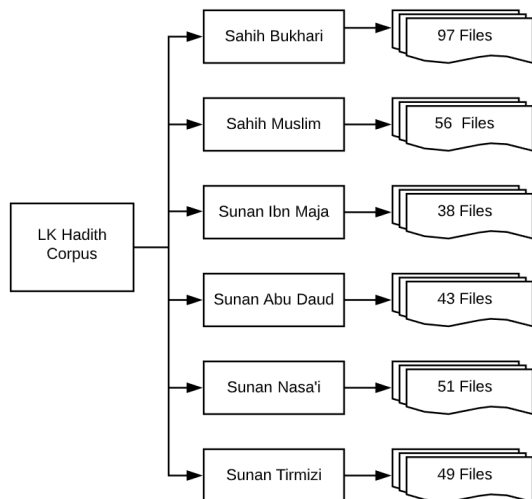 LK Hadith
Corpus
Sahih Bukhari
97 Files
Sahih Muslim
56 Files
Sunan Ibn Maja
38 Files
Sunan Abu Daud
43 Files
Sunan Nasa'i
51 Files
Sunan Tirmizi
49 Files